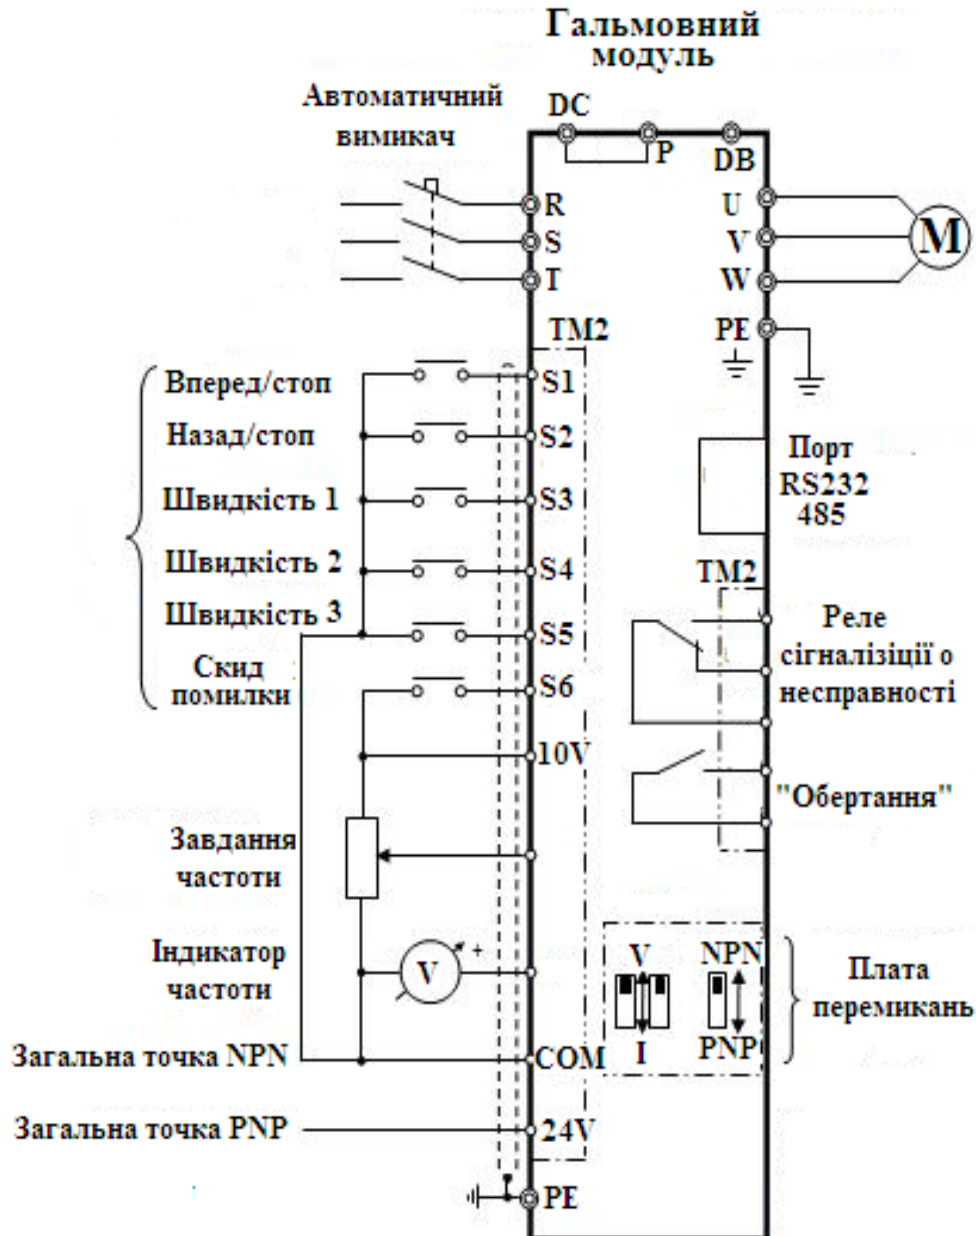 Гальмовний
модуль
Автоматичний
вимикач
DC
P
DB
R
S
T
U
V
W
M
PE
TM2
Вперед/стоп
S1
Назад/стоп
S2
Швидкість 1
S3
Швидкість 2
S4
Швидкість 3
S5
Скид
помилки
S6
10V
Порт
RS232
485
TM2
Реле
сігналізіції о
несправності
"Обертання"
Завдання
частоти
Індикатор
частоти
V
+
V
I
NPN
PNP
Плата
перемикань
Загальна точка NPN
COM
Загальна точка PNP
24V
PE